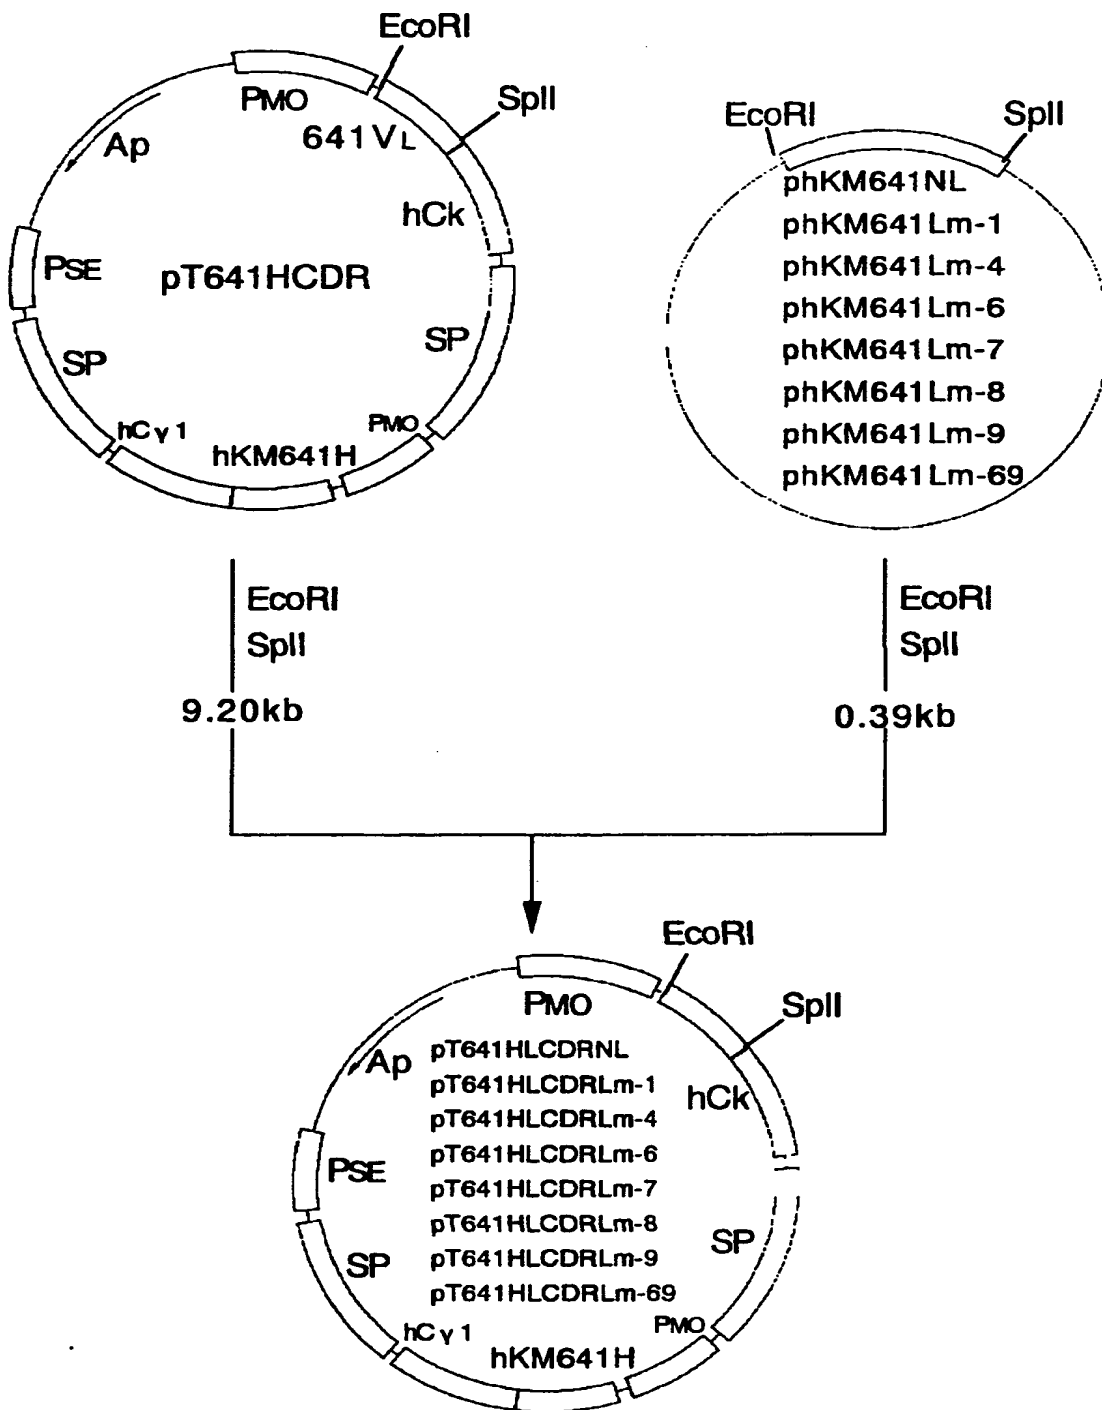 EcoRI
SplI
PMO
641VL
Ap
hCk
PSE
pT641HCDR
SP
SP
hCγ1
PMO
hKM641H
EcoRI
SplI
phKM641NL
phKM641Lm-1
phKM641Lm-4
phKM641Lm-6
phKM641Lm-7
phKM641Lm-8
phKM641Lm-9
phKM641Lm-69
EcoRI
SplI
9.20kb
EcoRI
SplI
0.39kb
EcoRI
SplI
PMO
Ap
hCk
pT641HLCDRNL
pT641HLCDRLm-1
pT641HLCDRLm-4
pT641HLCDRLm-6
pT641HLCDRLm-7
pT641HLCDRLm-8
pT641HLCDRLm-9
pT641HLCDRLm-69
PSE
SP
SP
hCγ1
PMO
hKM641H